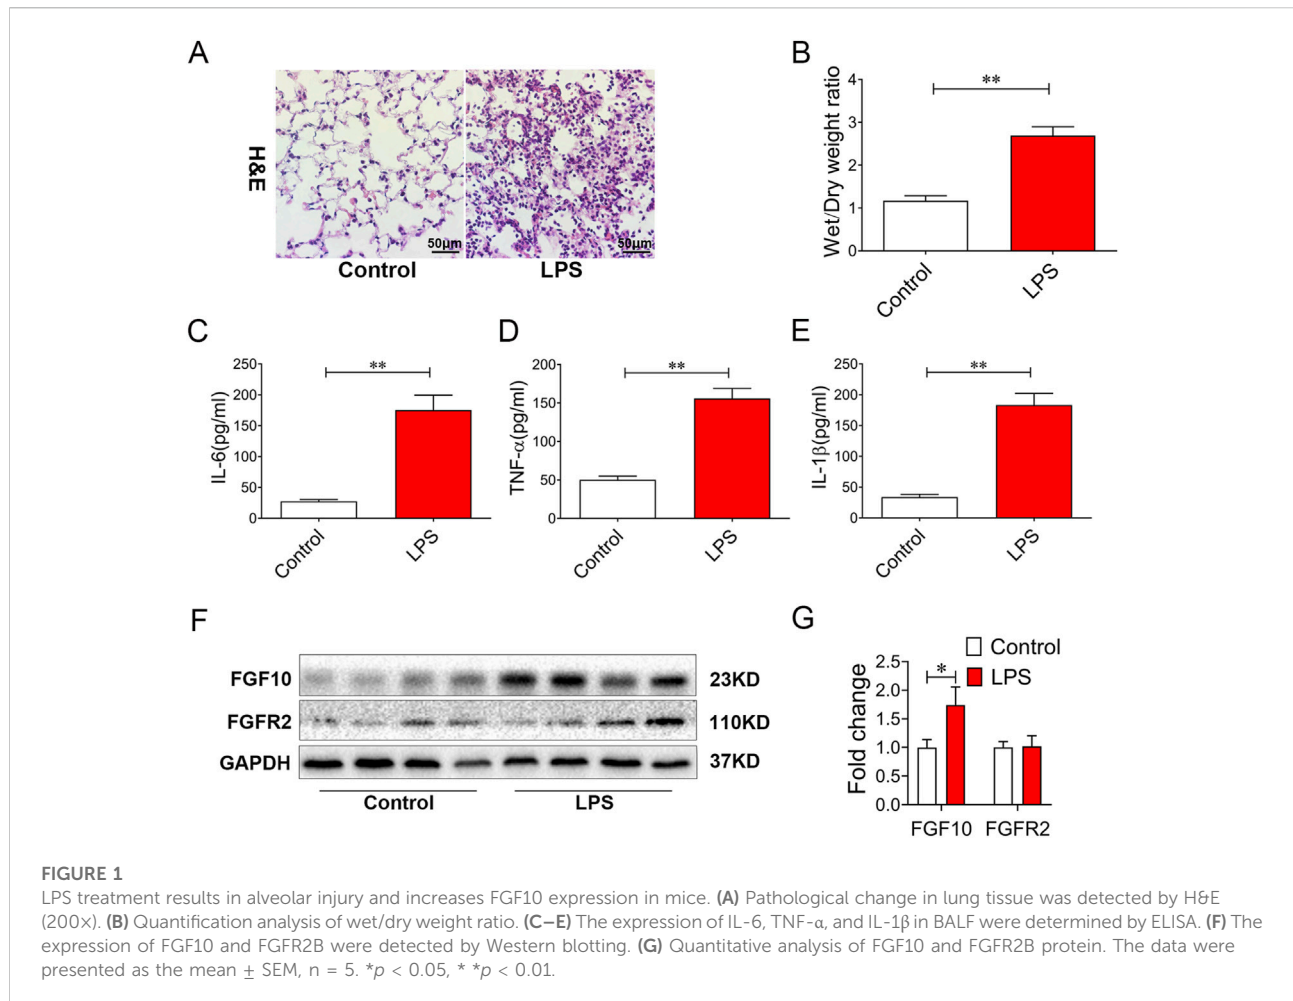 A
H&E
50μm
50μm
Control
LPS
B
Wet/Dry weight ratio
4
3
2
1
0
**
Control
LPS
C
IL-6(pg/ml)
250
200
150
100
50
0
**
Control
LPS
D
TNF-α(pg/ml)
200
150
100
50
0
**
Control
LPS
E
IL-1β(pg/ml)
250
200
150
100
50
0
**
Control
LPS
F
FGF10
23KD
FGFR2
110KD
GAPDH
37KD
Control
LPS
G
Control
LPS
Fold change
2.5
2.0
1.5
1.0
0.5
0.0
*
FGF10
FGFR2
FIGURE 1
LPS treatment results in alveolar injury and increases FGF10 expression in mice. (A) Pathological change in lung tissue was detected by H&E
(200×). (B) Quantification analysis of wet/dry weight ratio. (C–E) The expression of IL-6, TNF-α, and IL-1β in BALF were determined by ELISA. (F) The
expression of FGF10 and FGFR2B were detected by Western blotting. (G) Quantitative analysis of FGF10 and FGFR2B protein. The data were
presented as the mean ± SEM, n = 5. *p < 0.05, * *p < 0.01.